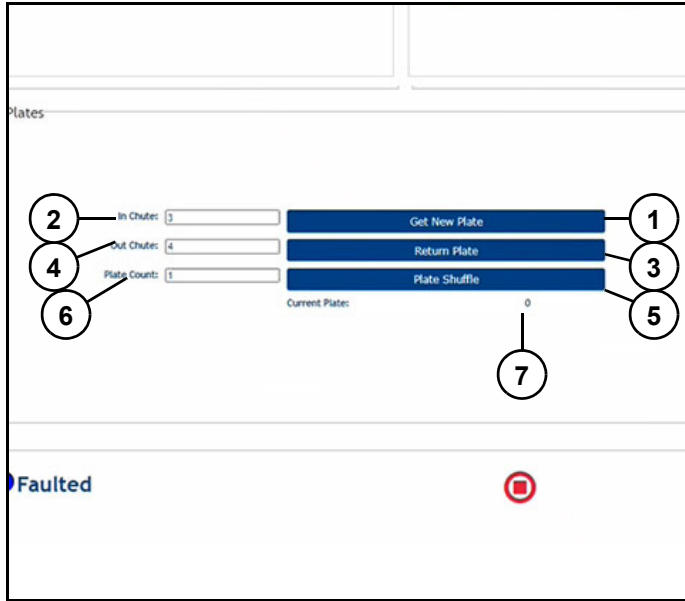 Plates
2 In Chute: 3 Get New Plate 1
4 Out Chute: 4 Return Plate 3
6 Plate Count: 1 Plate Shuffle 5
Current Plate: 0
7
Faulted